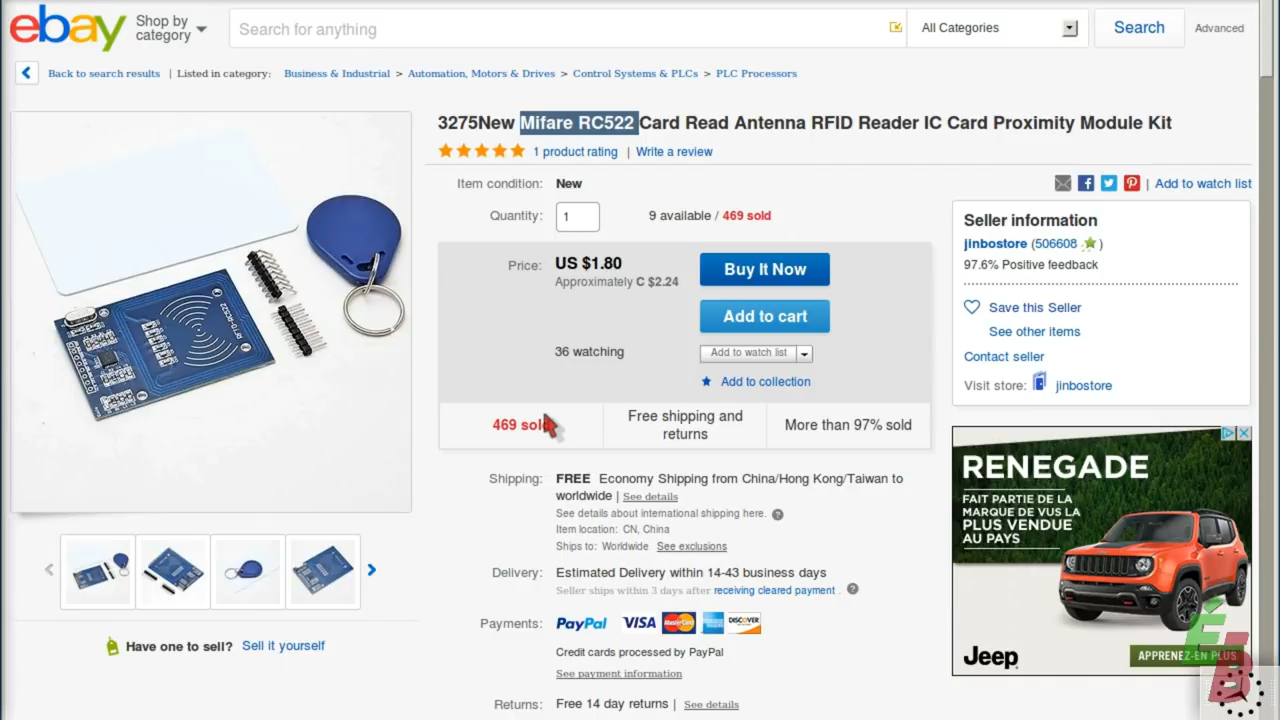 ebay
Shop by
category
Search for anything
All Categories
Search
Advanced
Back to search results | Listed in category: Business & Industrial > Automation, Motors & Drives > Control Systems & PLCs > PLC Processors
3275New Mifare RC522 Card Read Antenna RFID Reader IC Card Proximity Module Kit
1 product rating | Write a review
Item condition: New
| Add to watch list
Quantity: 1
9 available / 469 sold
Price: US $1.80
Approximately C $2.24
Buy It Now
Add to cart
36 watching
Add to watch list
Add to collection
469 sold
Free shipping and
returns
More than 97% sold
Seller information
jinbostore (506608 )
97.6% Positive feedback
Save this Seller
See other items
Contact seller
Visit store: jinbostore
RFID-RC522
Shipping: FREE Economy Shipping from China/Hong Kong/Taiwan to
worldwide | See details
See details about international shipping here. ?
Item location: CN, China
Ships to: Worldwide See exclusions
Delivery: Estimated Delivery within 14-43 business days
Seller ships within 3 days after receiving cleared payment . ?
Payments: PayPal VISA MasterCard DISCOVER
Credit cards processed by PayPal
See payment information
Returns: Free 14 day returns | See details
Have one to sell? Sell it yourself
RENEGADE
FAIT PARTIE DE LA
MARQUE DE VUS LA
PLUS VENDUE
AU PAYS
Jeep
APPRENEZ-EN PLUS